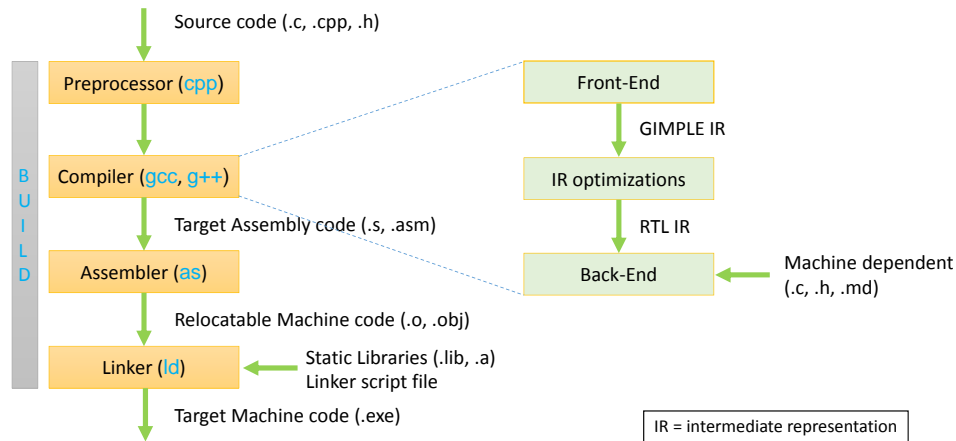 Source code (.c, .cpp, .h)
BUILD
Preprocessor (cpp)
Compiler (gcc, g++)
Target Assembly code (.s, .asm)
Assembler (as)
Relocatable Machine code (.o, .obj)
Linker (ld)
Static Libraries (.lib, .a)
Linker script file
Target Machine code (.exe)
Front-End
GIMPLE IR
IR optimizations
RTL IR
Back-End
Machine dependent
(.c, .h, .md)
IR = intermediate representation